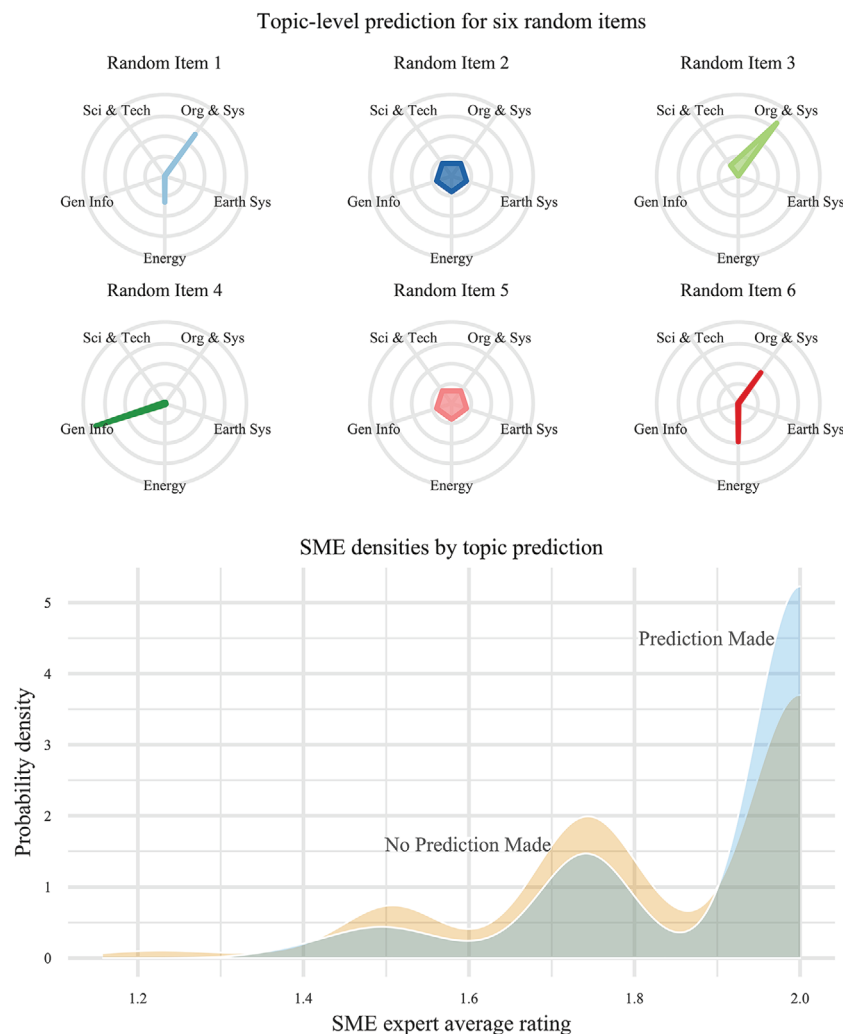 Topic-level prediction for six random items
Random Item 1
Random Item 2
Random Item 3
Sci & Tech
Org & Sys
Gen Info
Earth Sys
Energy
Sci & Tech
Org & Sys
Gen Info
Earth Sys
Energy
Sci & Tech
Org & Sys
Gen Info
Earth Sys
Energy
Random Item 4
Random Item 5
Random Item 6
Sci & Tech
Org & Sys
Gen Info
Earth Sys
Energy
Sci & Tech
Org & Sys
Gen Info
Earth Sys
Energy
Sci & Tech
Org & Sys
Gen Info
Earth Sys
Energy
SME densities by topic prediction
Probability density
5
4
3
2
1
0
Prediction Made
No Prediction Made
1.2
1.4
1.6
1.8
2.0
SME expert average rating